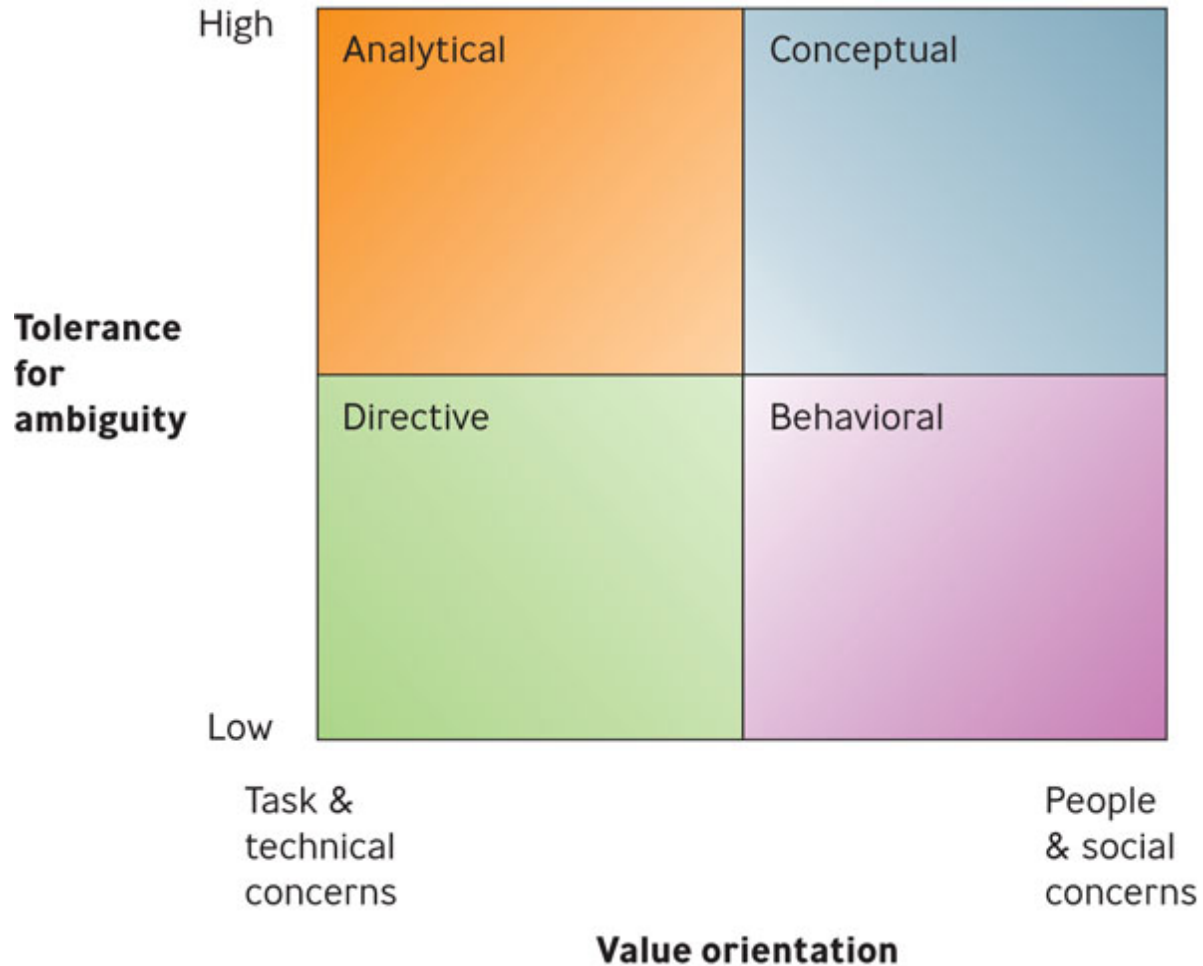 High
Analytical
Conceptual
Tolerance
for
ambiguity
Directive
Behavioral
Low
Task &
technical
concerns
People
& social
concerns
Value orientation